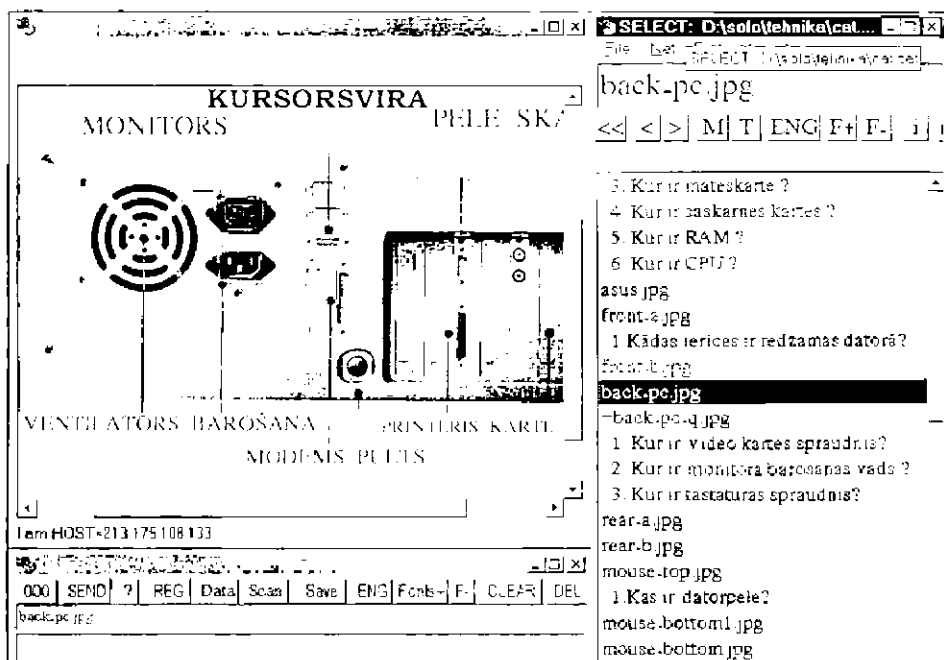 KURSORSVIRA
MONITORS PELE SKA
VENTILATORS BAROŠANA PRINTERIS KARTE
MODEMS PULTS
I am HOST=213.175.108.133
000 SEND ? REG Data Scan Save ENG Fonts+ F- CLEAR DEL
back-pc.jpg
SELECT: D:\solo\tehnika\cat...
File
back-pc.jpg
<< < > M T ENG F+ F- i
3. Kur ir mateskarte ?
4. Kur ir saskarnes kartes ?
5. Kur ir RAM ?
6. Kur ir CPU ?
asus.jpg
front-a.jpg
1. Kādas ierices ir redzamas datorā?
front-b.jpg
back-pc.jpg
=back-pc-q.jpg
1. Kur ir video kartes spraudnis?
2. Kur ir monitora barosanas vads ?
3. Kur ir tastaturas spraudnis?
rear-a.jpg
rear-b.jpg
mouse-top.jpg
1.Kas ir datorpele?
mouse-bottom1.jpg
mouse-bottom.jpg